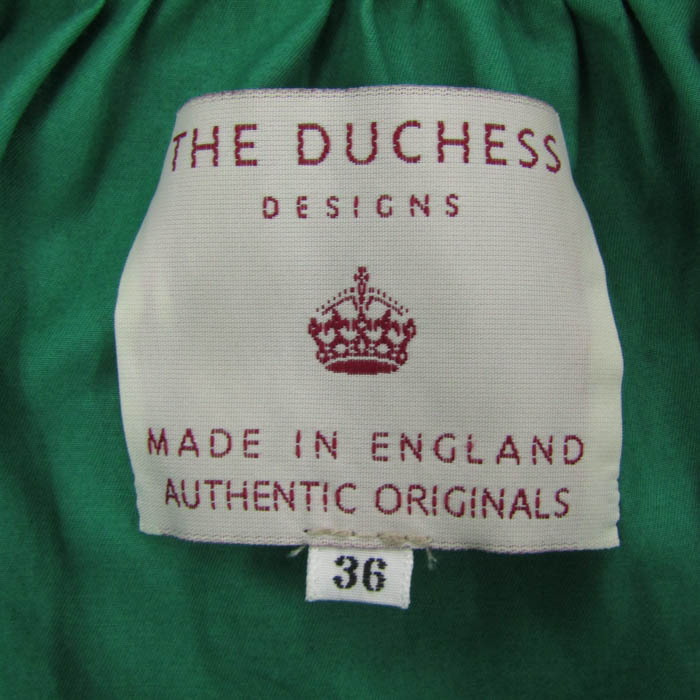 THE DUCHESS
DESIGNS
MADE IN ENGLAND
AUTHENTIC ORIGINALS
36